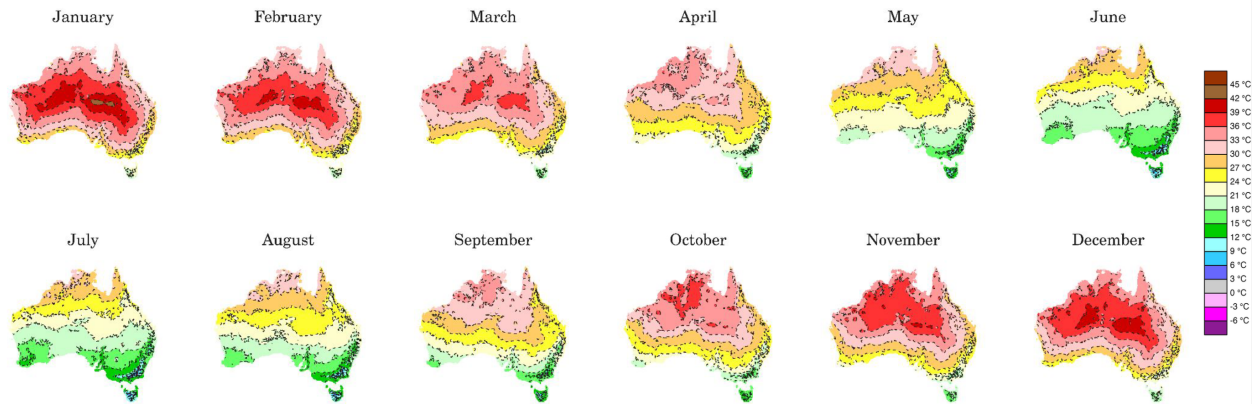 January
February
March
April
May
June
45 °C
42 °C
39 °C
36 °C
33 °C
30 °C
27 °C
24 °C
21 °C
18 °C
15 °C
12 °C
9 °C
6 °C
3 °C
0 °C
-3 °C
-6 °C
July
August
September
October
November
December